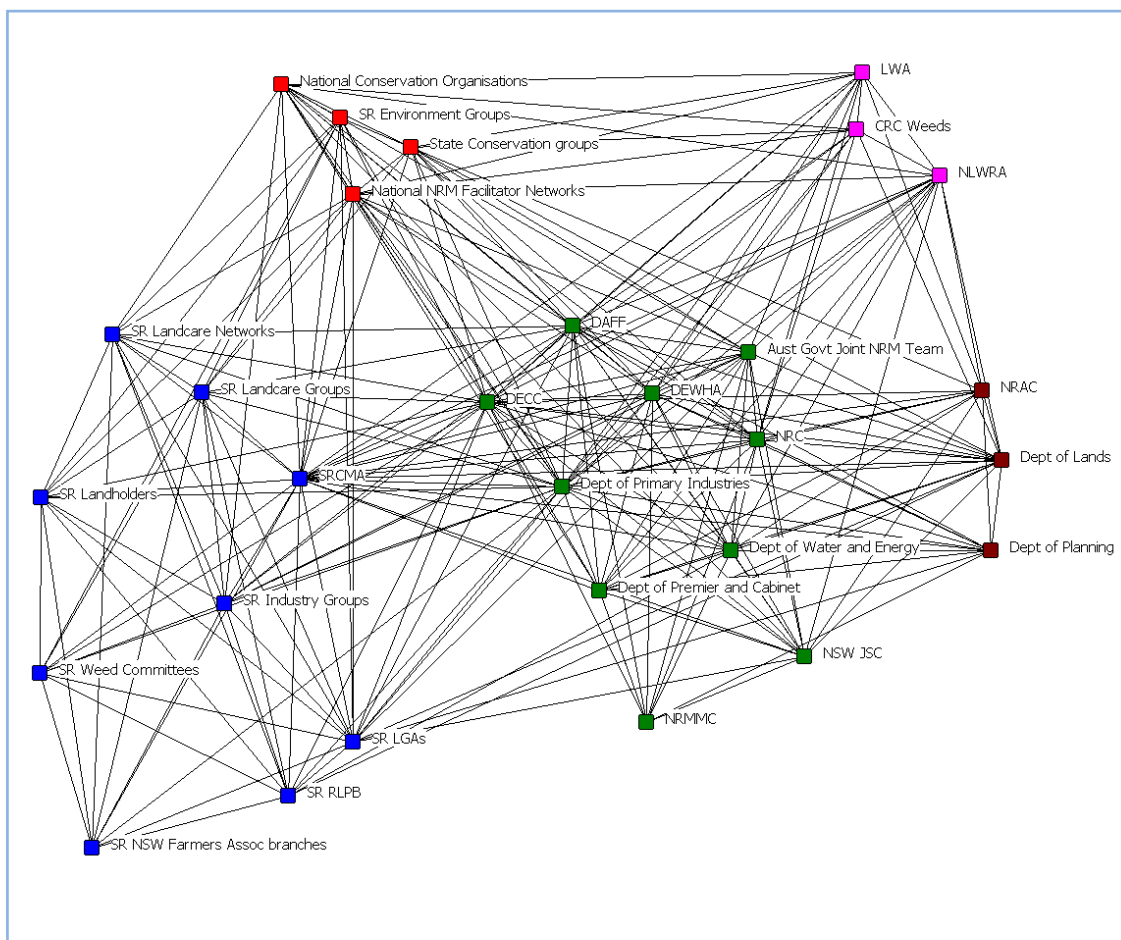 National Conservation Organisations
LWA
SR Environment Groups
CRC Weeds
State Conservation groups
NLWRA
National NRM Facilitator Networks
DAFF
SR Landcare Networks
Aust Govt Joint NRM Team
SR Landcare Groups
DECC
DEWHA
NRAC
NRC
Dept of Lands
SRCMA
Dept of Primary Industries
SR Landholders
Dept of Water and Energy
Dept of Planning
Dept of Premier and Cabinet
SR Industry Groups
NSW JSC
SR Weed Committees
NRMMC
SR LGAs
SR RLPB
SR NSW Farmers Assoc branches